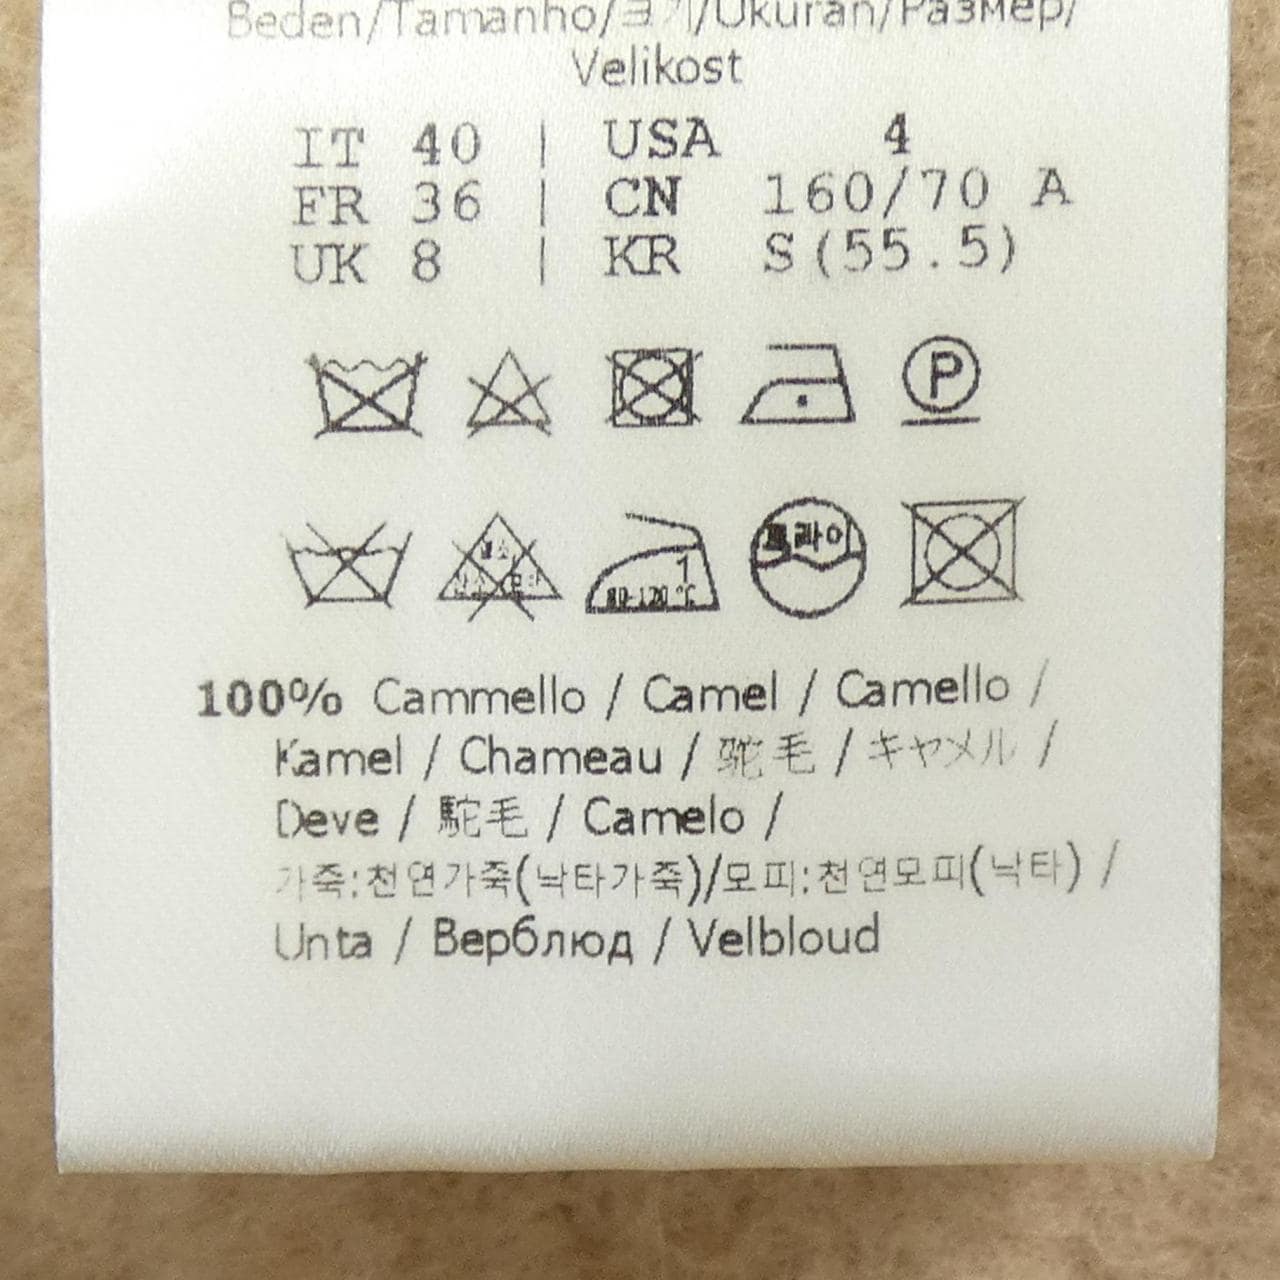 Beden/Tamanho/크기/Ukuran/Размер/
Velikost
IT 40 | USA 4
FR 36 | CN 160/70 A
UK 8 | KR S(55.5)
P
1 드라이
80-120 °C
100% Cammello / Camel / Camello /
Kamel / Chameau / 驼毛 / キャメル /
Deve / 駝毛 / Camelo /
가죽:천연가죽(낙타가죽)/모피:천연모피(낙타) /
Unta / Верблюд / Velbloud